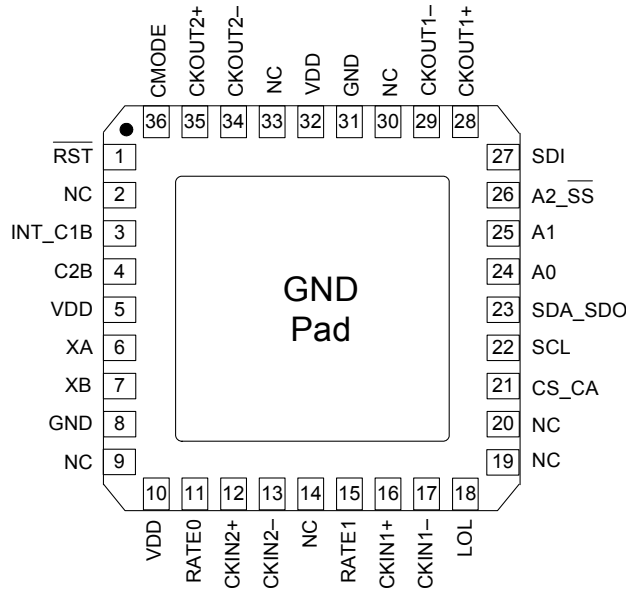 CMODE
CKOUT2+
CKOUT2–
NC
VDD
GND
NC
CKOUT1–
CKOUT1+
36 35 34 33 32 31 30 29 28
RST 1
NC 2
INT_C1B 3
C2B 4
VDD 5
XA 6
XB 7
GND 8
NC 9
GND
Pad
27 SDI
26 A2_SS
25 A1
24 A0
23 SDA_SDO
22 SCL
21 CS_CA
20 NC
19 NC
10 11 12 13 14 15 16 17 18
VDD
RATE0
CKIN2+
CKIN2–
NC
RATE1
CKIN1+
CKIN1–
LOL